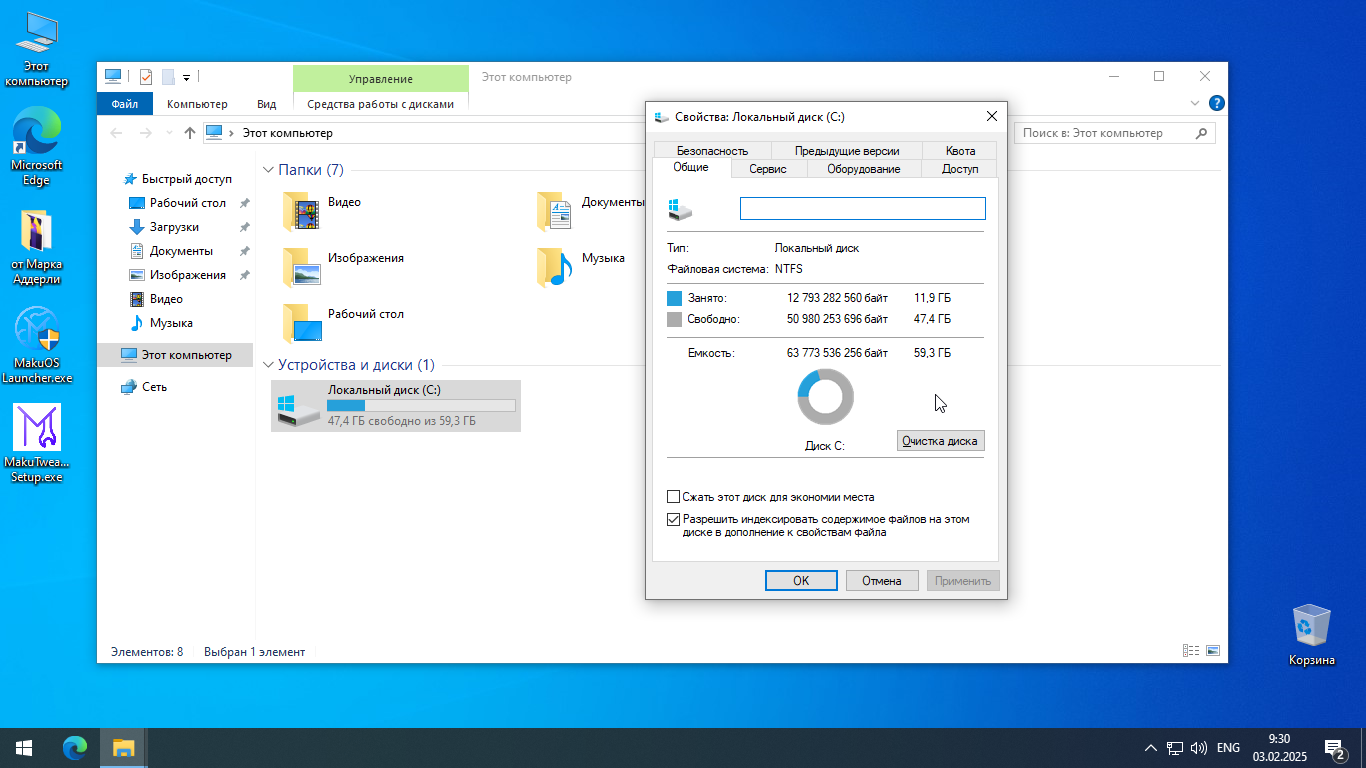 Этот
компьютер
Microsoft
Edge
от Марка
Аддерли
MakuOS
Launcher.exe
MakuTwea...
Setup.exe
Управление
Этот компьютер
Файл
Компьютер
Вид
Средства работы с дисками
?
Этот компьютер
Поиск в: Этот компьютер
Быстрый доступ
Рабочий стол
Загрузки
Документы
Изображения
Видео
Музыка
Этот компьютер
Сеть
Папки (7)
Видео
Документы
Изображения
Музыка
Рабочий стол
Устройства и диски (1)
Локальный диск (C:)
47,4 ГБ свободно из 59,3 ГБ
Элементов: 8
Выбран 1 элемент
Свойства: Локальный диск (C:)
Безопасность
Предыдущие версии
Квота
Общие
Сервис
Оборудование
Доступ
Тип: Локальный диск
Файловая система: NTFS
Занято: 12 793 282 560 байт 11,9 ГБ
Свободно: 50 980 253 696 байт 47,4 ГБ
Емкость: 63 773 536 256 байт 59,3 ГБ
Диск C:
Очистка диска
Сжать этот диск для экономии места
Разрешить индексировать содержимое файлов на этом
диске в дополнение к свойствам файла
OK
Отмена
Применить
Корзина
ENG
9:30
03.02.2025
2